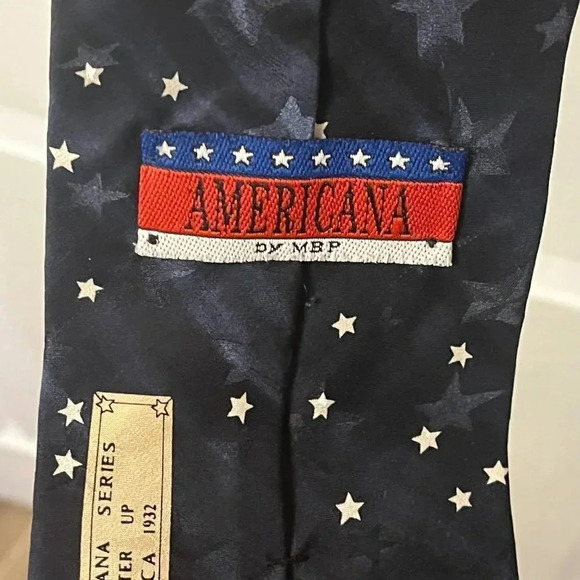 AMERICANA
by MBP
ANA SERIES
TER UP
CA 1932